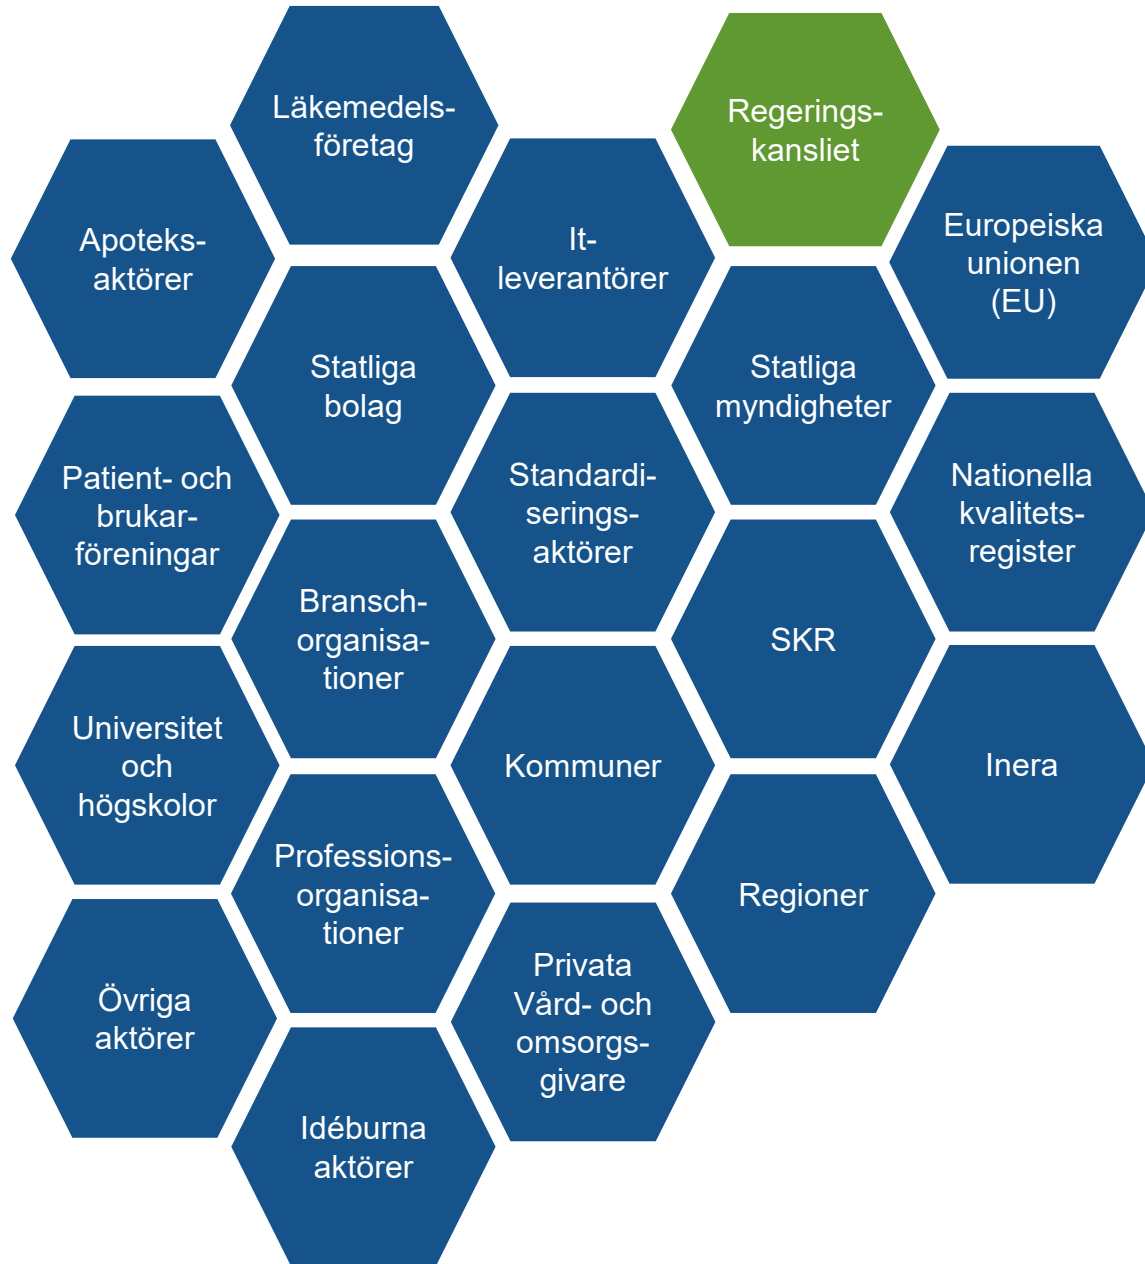 Läkemedels-
företag
Regerings-
kansliet
Apoteks-
aktörer
It-
leverantörer
Europeiska
unionen
(EU)
Statliga
bolag
Statliga
myndigheter
Patient- och
brukar-
föreningar
Standardi-
serings-
aktörer
Nationella
kvalitets-
register
Bransch-
organisa-
tioner
SKR
Universitet
och
högskolor
Kommuner
Inera
Professions-
organisa-
tioner
Regioner
Övriga
aktörer
Privata
Vård- och
omsorgs-
givare
Idéburna
aktörer